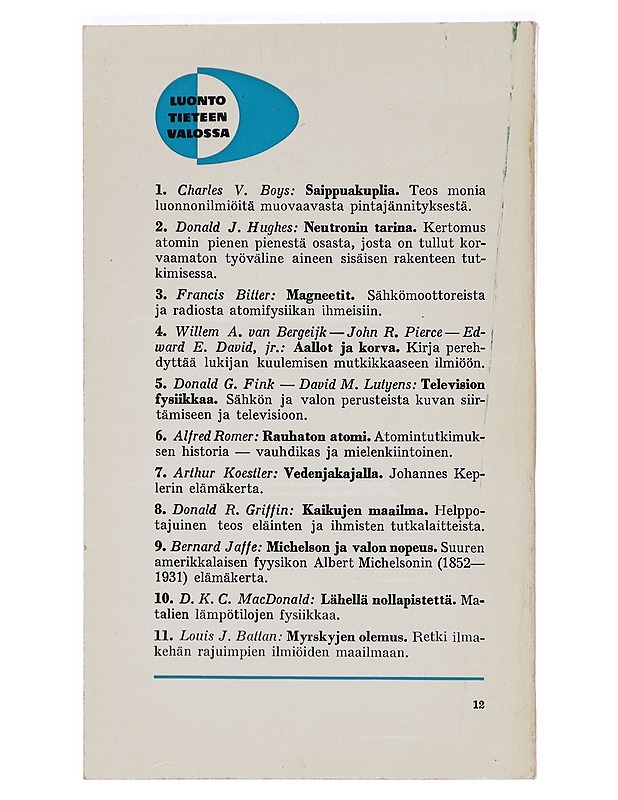 LUONTO
TIETEEN
VALOSSA
1. Charles V. Boys: Saippuakuplia. Teos monia
luonnonilmiöitä muovaavasta pintajännityksestä.
2. Donald J. Hughes: Neutronin tarina. Kertomus
atomin pienen pienestä osasta, josta on tullut kor-
vaamaton työväline aineen sisäisen rakenteen tut-
kimisessa.
3. Francis Bitter: Magneetit. Sähkömoottoreista
ja radiosta atomifysiikan ihmeisiin.
4. Willem A. van Bergeijk — John R. Pierce — Ed-
ward E. David, jr.: Aallot ja korva. Kirja pereh-
dyttää lukijan kuulemisen mutkikkaaseen ilmiöön.
5. Donald G. Fink — David M. Lutyens: Television
fysiikkaa. Sähkön ja valon perusteista kuvan siir-
tämiseen ja televisioon.
6. Alfred Romer: Rauhaton atomi. Atomintutkimuk-
sen historia — vauhdikas ja mielenkiintoinen.
7. Arthur Koestler: Vedenjakajalla. Johannes Kep-
lerin elämäkerta.
8. Donald R. Griffin: Kaikujen maailma. Helppo-
tajuinen teos eläinten ja ihmisten tutkalaitteista.
9. Bernard Jaffe: Michelson ja valon nopeus. Suuren
amerikkalaisen fyysikon Albert Michelsonin (1852—
1931) elämäkerta.
10. D. K. C. MacDonald: Lähellä nollapistettä. Ma-
talien lämpötilojen fysiikkaa.
11. Louis J. Battan: Myrskyjen olemus. Retki ilma-
kehän rajuimpien ilmiöiden maailmaan.
12